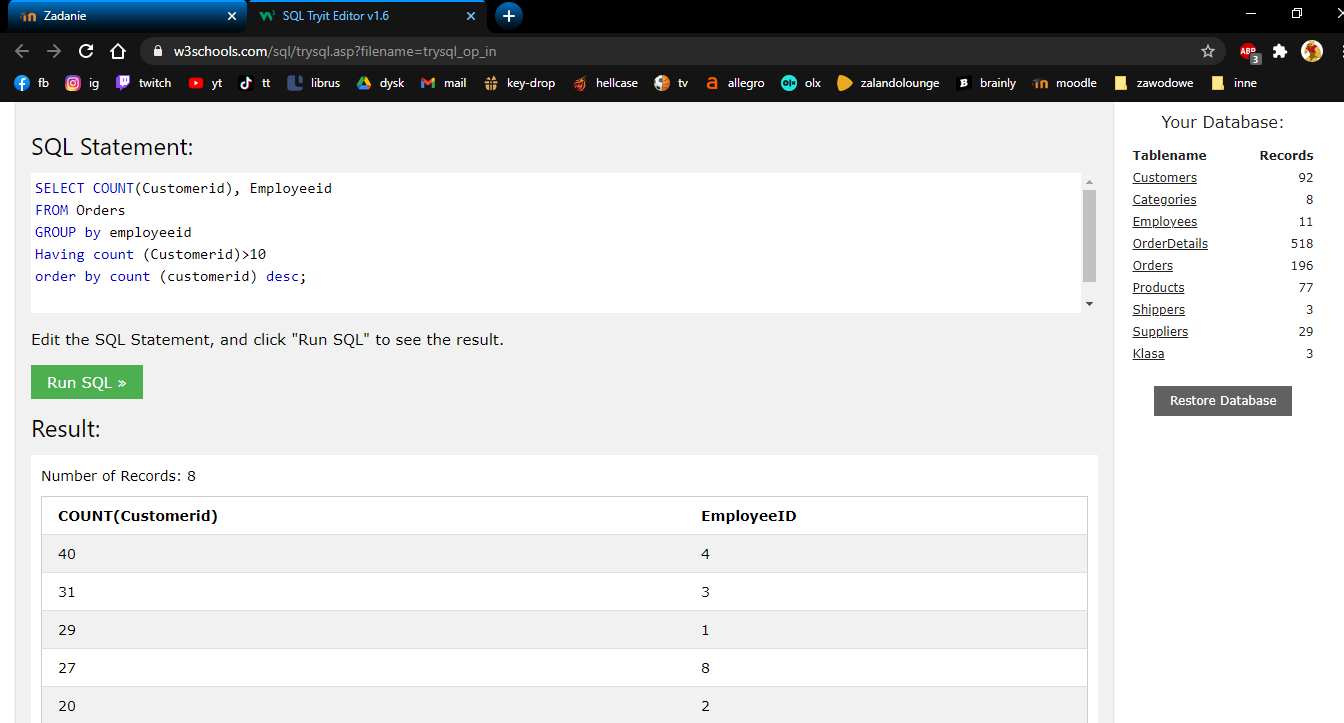 Zadanie
SQL Tryit Editor v1.6
w3schools.com/sql/trysql.asp?filename=trysql_op_in
ABP 3
fb ig twitch yt tt librus dysk mail key-drop hellcase tv allegro olx zalandolounge brainly moodle zawodowe inne
SQL Statement:
SELECT COUNT(Customerid), Employeeid
FROM Orders
GROUP by employeeid
Having count (Customerid)>10
order by count (customerid) desc;
Edit the SQL Statement, and click "Run SQL" to see the result.
Run SQL »
Result:
Number of Records: 8
COUNT(Customerid) EmployeeID
40 4
31 3
29 1
27 8
20 2
Your Database:
Tablename Records
Customers 92
Categories 8
Employees 11
OrderDetails 518
Orders 196
Products 77
Shippers 3
Suppliers 29
Klasa 3
Restore Database